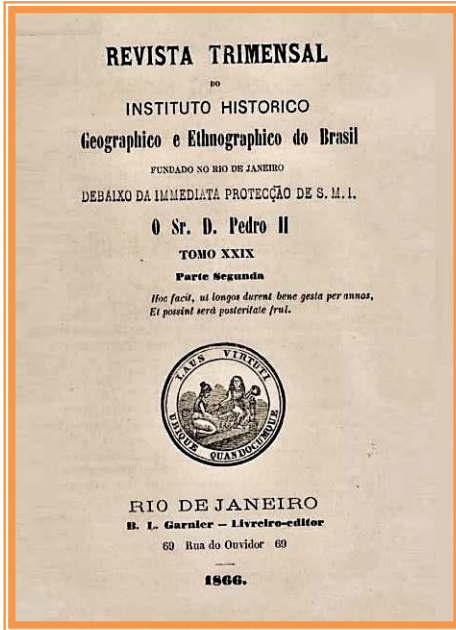 REVISTA TRIMENSAL
DO
INSTITUTO HISTORICO
Geographico e Ethnographico do Brasil
FUNDADO NO RIO DE JANEIRO
DEBAIXO DA IMMEDIATA PROTECÇÃO DE S. M. I.
O Sr. D. Pedro II
TOMO XXIX
Parte Segunda
Hoc facit, ut longos durent bene gesta per annos,
Et possint serâ posteritate frui.
LAUS VIRTUTI
UBIQUE QUANDOCUMQUE
RIO DE JANEIRO
B. L. Garnier — Livreiro-editor
69 Rua do Ouvidor 69
1866.